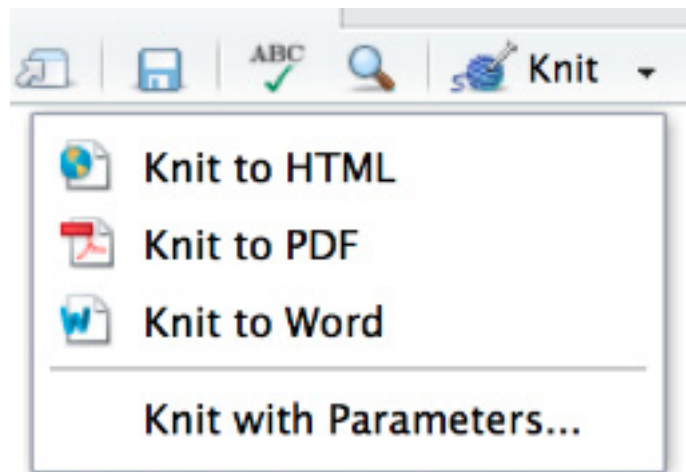 ABC
Knit
Knit to HTML
Knit to PDF
Knit to Word
Knit with Parameters...